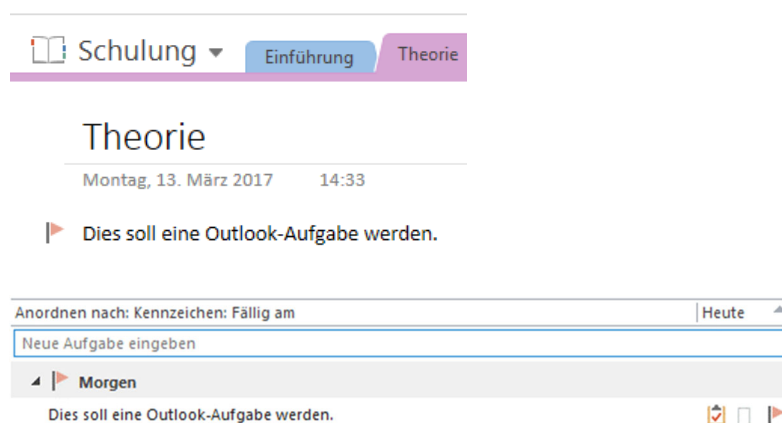 Schulung
Einführung
Theorie
Theorie
Montag, 13. März 2017 14:33
Dies soll eine Outlook-Aufgabe werden.
Anordnen nach: Kennzeichen: Fällig am Heute
Neue Aufgabe eingeben
Morgen
Dies soll eine Outlook-Aufgabe werden.